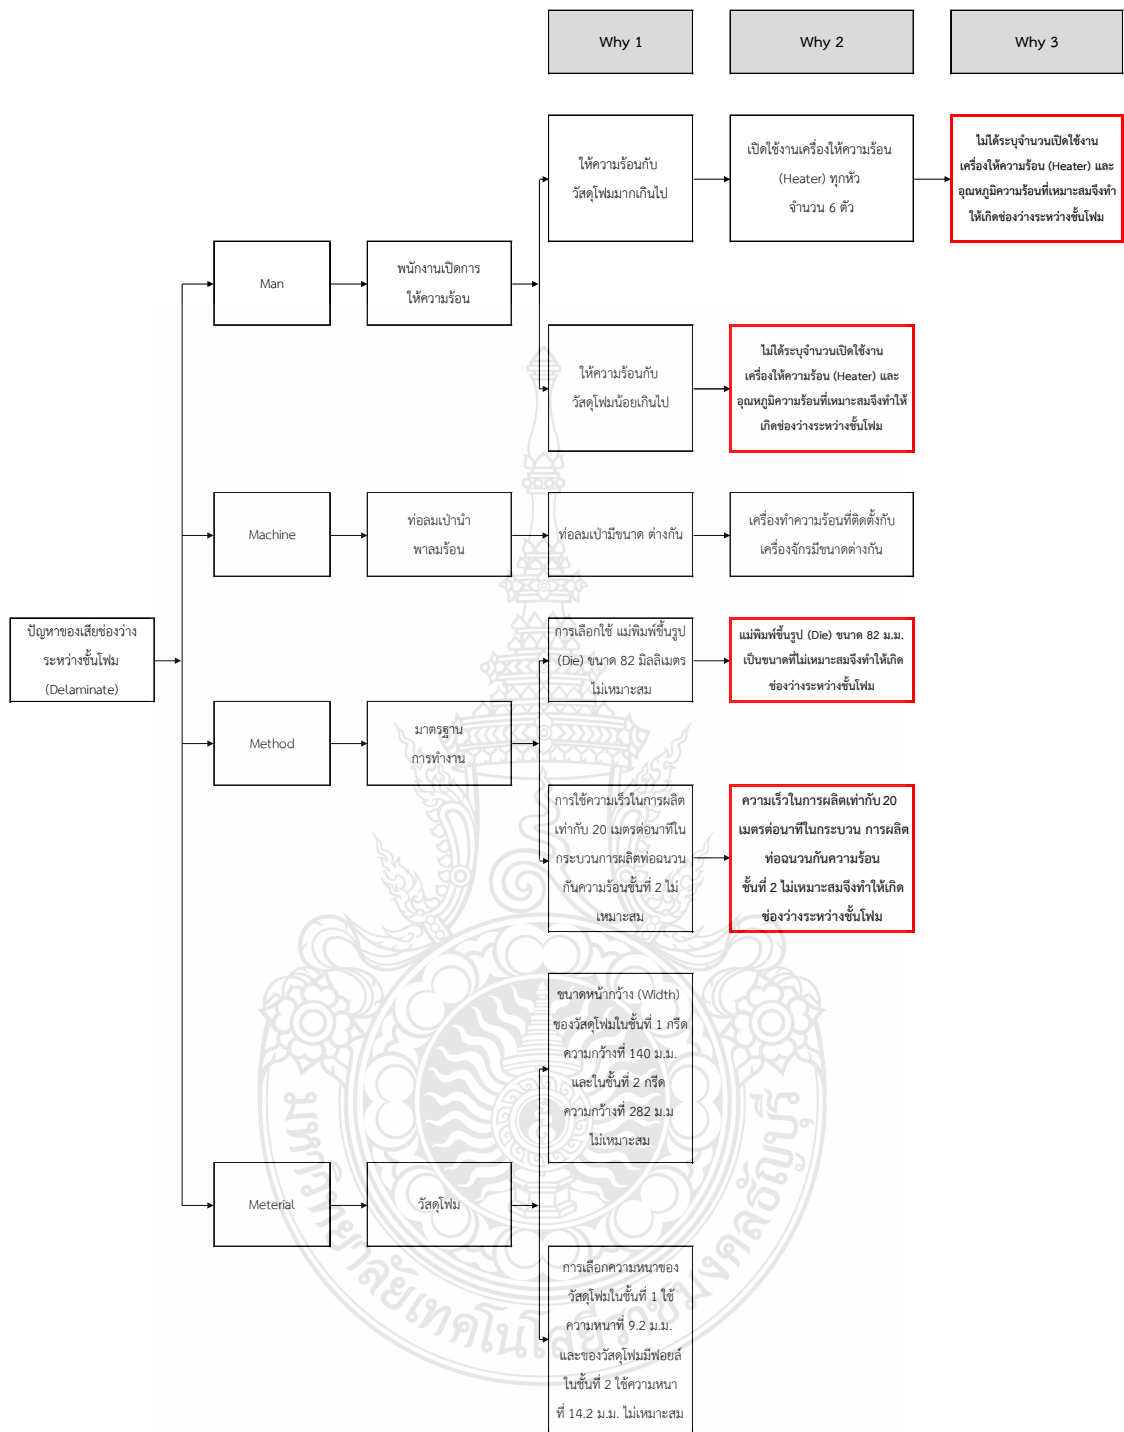 Why 1
Why 2
Why 3
ให้ความร้อนกับ
วัสดุโฟมมากเกินไป
เปิดใช้งานเครื่องให้ความร้อน
(Heater) ทุกหัว
จำนวน 6 ตัว
ไม่ได้ระบุจำนวนเปิดใช้งาน
เครื่องให้ความร้อน (Heater) และ
อุณหภูมิความร้อนที่เหมาะสมจึงทำ
ให้เกิดช่องว่างระหว่างชั้นโฟม
Man
พนักงานเปิดการ
ให้ความร้อน
ให้ความร้อนกับ
วัสดุโฟมน้อยเกินไป
ไม่ได้ระบุจำนวนเปิดใช้งาน
เครื่องให้ความร้อน (Heater) และ
อุณหภูมิความร้อนที่เหมาะสมจึงทำให้
เกิดช่องว่างระหว่างชั้นโฟม
Machine
ท่อลมเป่านำ
พาลมร้อน
ท่อลมเป่ามีขนาด ต่างกัน
เครื่องทำความร้อนที่ติดตั้งกับ
เครื่องจักรมีขนาดต่างกัน
ปัญหาของเสียช่องว่าง
ระหว่างชั้นโฟม
(Delaminate)
การเลือกใช้ แม่พิมพ์ขึ้นรูป
(Die) ขนาด 82 มิลลิเมตร
ไม่เหมาะสม
แม่พิมพ์ขึ้นรูป (Die) ขนาด 82 ม.ม.
เป็นขนาดที่ไม่เหมาะสมจึงทำให้เกิด
ช่องว่างระหว่างชั้นโฟม
Method
มาตรฐาน
การทำงาน
การใช้ความเร็วในการผลิต
เท่ากับ 20 เมตรต่อนาทีใน
กระบวนการผลิตท่อฉนวน
กันความร้อนชั้นที่ 2 ไม่
เหมาะสม
ความเร็วในการผลิตเท่ากับ 20
เมตรต่อนาทีในกระบวน การผลิต
ท่อฉนวนกันความร้อน
ชั้นที่ 2 ไม่เหมาะสมจึงทำให้เกิด
ช่องว่างระหว่างชั้นโฟม
ขนาดหน้ากว้าง (Width)
ของวัสดุโฟมในชั้นที่ 1 กรีด
ความกว้างที่ 140 ม.ม.
และในชั้นที่ 2 กรีด
ความกว้างที่ 282 ม.ม
ไม่เหมาะสม
Meterial
วัสดุโฟม
การเลือกความหนาของ
วัสดุโฟมในชั้นที่ 1 ใช้
ความหนาที่ 9.2 ม.ม.
และของวัสดุโฟมมีฟอยล์
ในชั้นที่ 2 ใช้ความหนา
ที่ 14.2 ม.ม. ไม่เหมาะสม
มหาวิทยาลัยเทคโนโลยีราชมงคลธัญบุรี